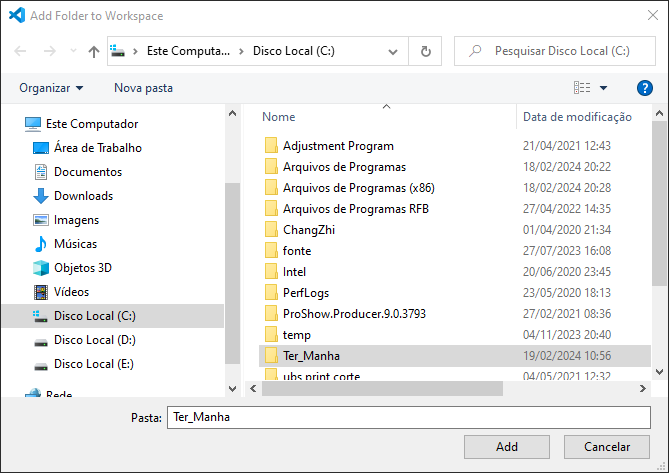 Add Folder to Workspace
Este Computa... > Disco Local (C:)
Pesquisar Disco Local (C:)
Organizar
Nova pasta
?
Este Computador
Área de Trabalho
Documentos
Downloads
Imagens
Músicas
Objetos 3D
Vídeos
Disco Local (C:)
Disco Local (D:)
Disco Local (E:)
Rede
Nome Data de modificação
Adjustment Program 21/04/2021 12:43
Arquivos de Programas 18/02/2024 20:22
Arquivos de Programas (x86) 18/02/2024 20:28
Arquivos de Programas RFB 27/04/2022 14:35
ChangZhi 01/04/2020 21:34
fonte 27/07/2023 16:08
Intel 20/06/2020 23:45
PerfLogs 23/05/2020 18:13
ProShow.Producer.9.0.3793 27/02/2021 08:36
temp 04/11/2023 20:40
Ter_Manha 19/02/2024 10:56
ubs print corte 04/05/2021 12:32
Pasta: Ter_Manha
Add
Cancelar